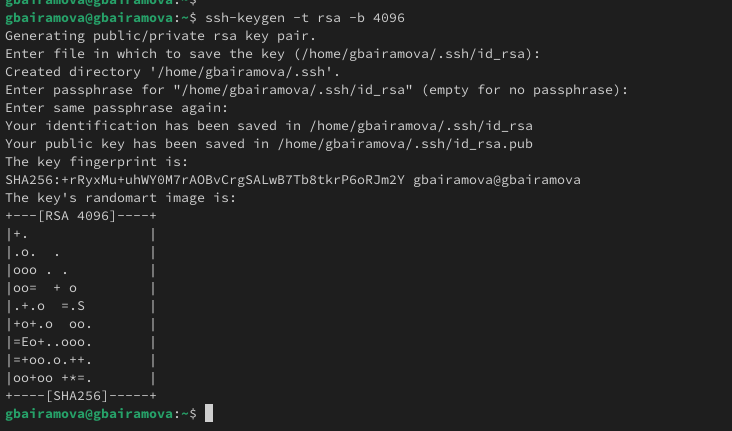 gbairamova@gbairamova:~$
gbairamova@gbairamova:~$ ssh-keygen -t rsa -b 4096
Generating public/private rsa key pair.
Enter file in which to save the key (/home/gbairamova/.ssh/id_rsa):
Created directory '/home/gbairamova/.ssh'.
Enter passphrase for "/home/gbairamova/.ssh/id_rsa" (empty for no passphrase):
Enter same passphrase again:
Your identification has been saved in /home/gbairamova/.ssh/id_rsa
Your public key has been saved in /home/gbairamova/.ssh/id_rsa.pub
The key fingerprint is:
SHA256:+rRyxMu+uhWY0M7rAOBvCrgSALwB7Tb8tkrP6oRJm2Y gbairamova@gbairamova
The key's randomart image is:
+---[RSA 4096]----+
|+.               |
|.o.  .           |
|ooo . .          |
|oo=  + o         |
|.+.o  =.S        |
|+o+.o  oo.       |
|=Eo+..ooo.       |
|=+oo.o.++.       |
|oo+oo +*=.       |
+----[SHA256]-----+
gbairamova@gbairamova:~$